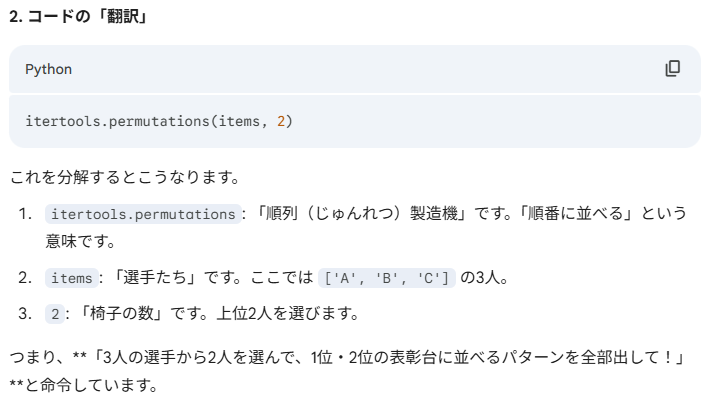 2. コードの「翻訳」
Python
itertools.permutations(items, 2)
これを分解するとこうなります。
1. itertools.permutations: 「順列（じゅんれつ）製造機」です。「順番に並べる」という
意味です。
2. items: 「選手たち」です。ここでは ['A', 'B', 'C'] の3人。
3. 2: 「椅子の数」です。上位2人を選びます。
つまり、**「3人の選手から2人を選んで、1位・2位の表彰台に並べるパターンを全部出して！」
**と命令しています。